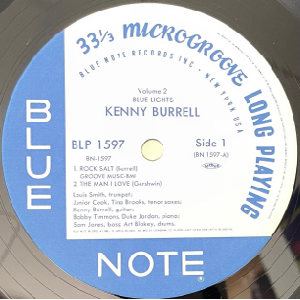 33⅓ MICROGROOVE LONG PLAYING
BLUE NOTE RECORDS INC · NEW YORK USA
Volume 2
BLUE LIGHTS
KENNY BURRELL
BLP 1597
Side 1
BN-1597
(BN 1597-A)
1. ROCK SALT (Burrell)
GROOVE MUSC-BMI
2. THE MAN I LOVE (Gershwin)
Louis Smith, trumpet;
Junior Cook, Tina Brooks, tenor saxes;
Kenny Burrell, guitar;
Bobby Timmons, Duke Jordan, piano;
Sam Jones, bass; Art Blakey, drums.
BLUE
NOTE